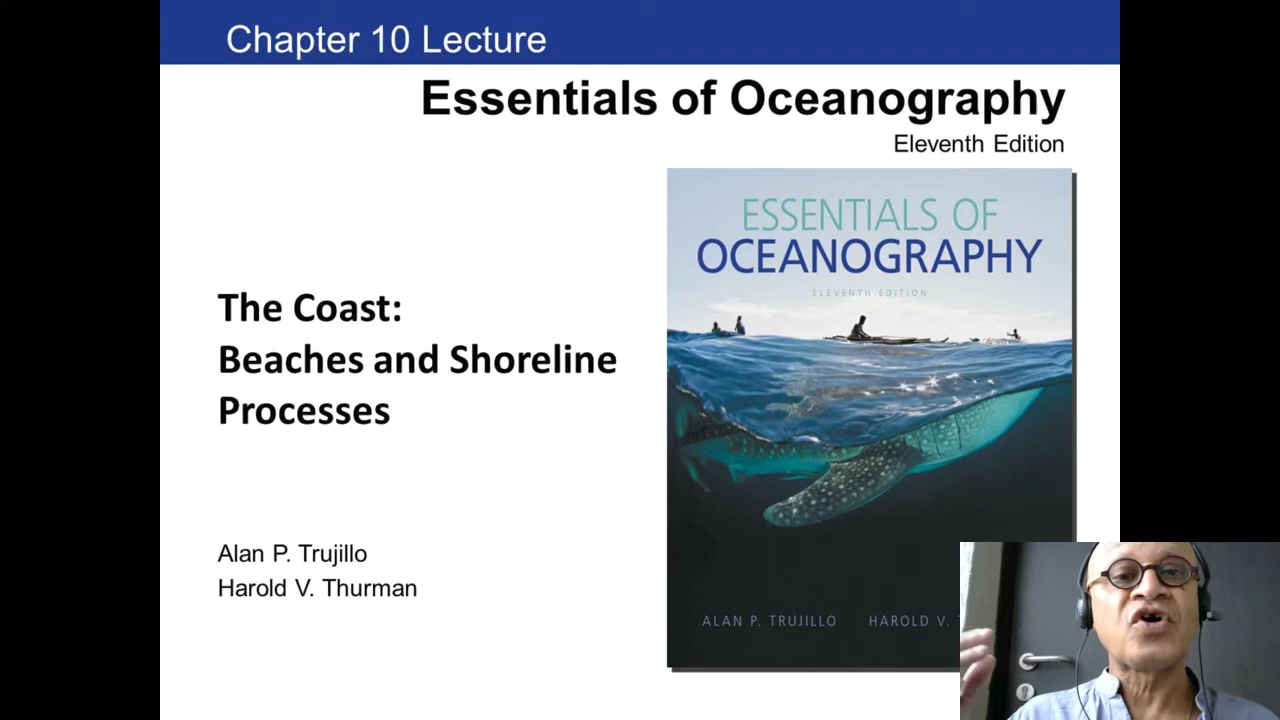 Chapter 10 Lecture
Essentials of Oceanography
Eleventh Edition
ESSENTIALS OF
OCEANOGRAPHY
ELEVENTH EDITION
The Coast:
Beaches and Shoreline
Processes
Alan P. Trujillo
Harold V. Thurman
ALAN P. TRUJILLO HAROLD V.